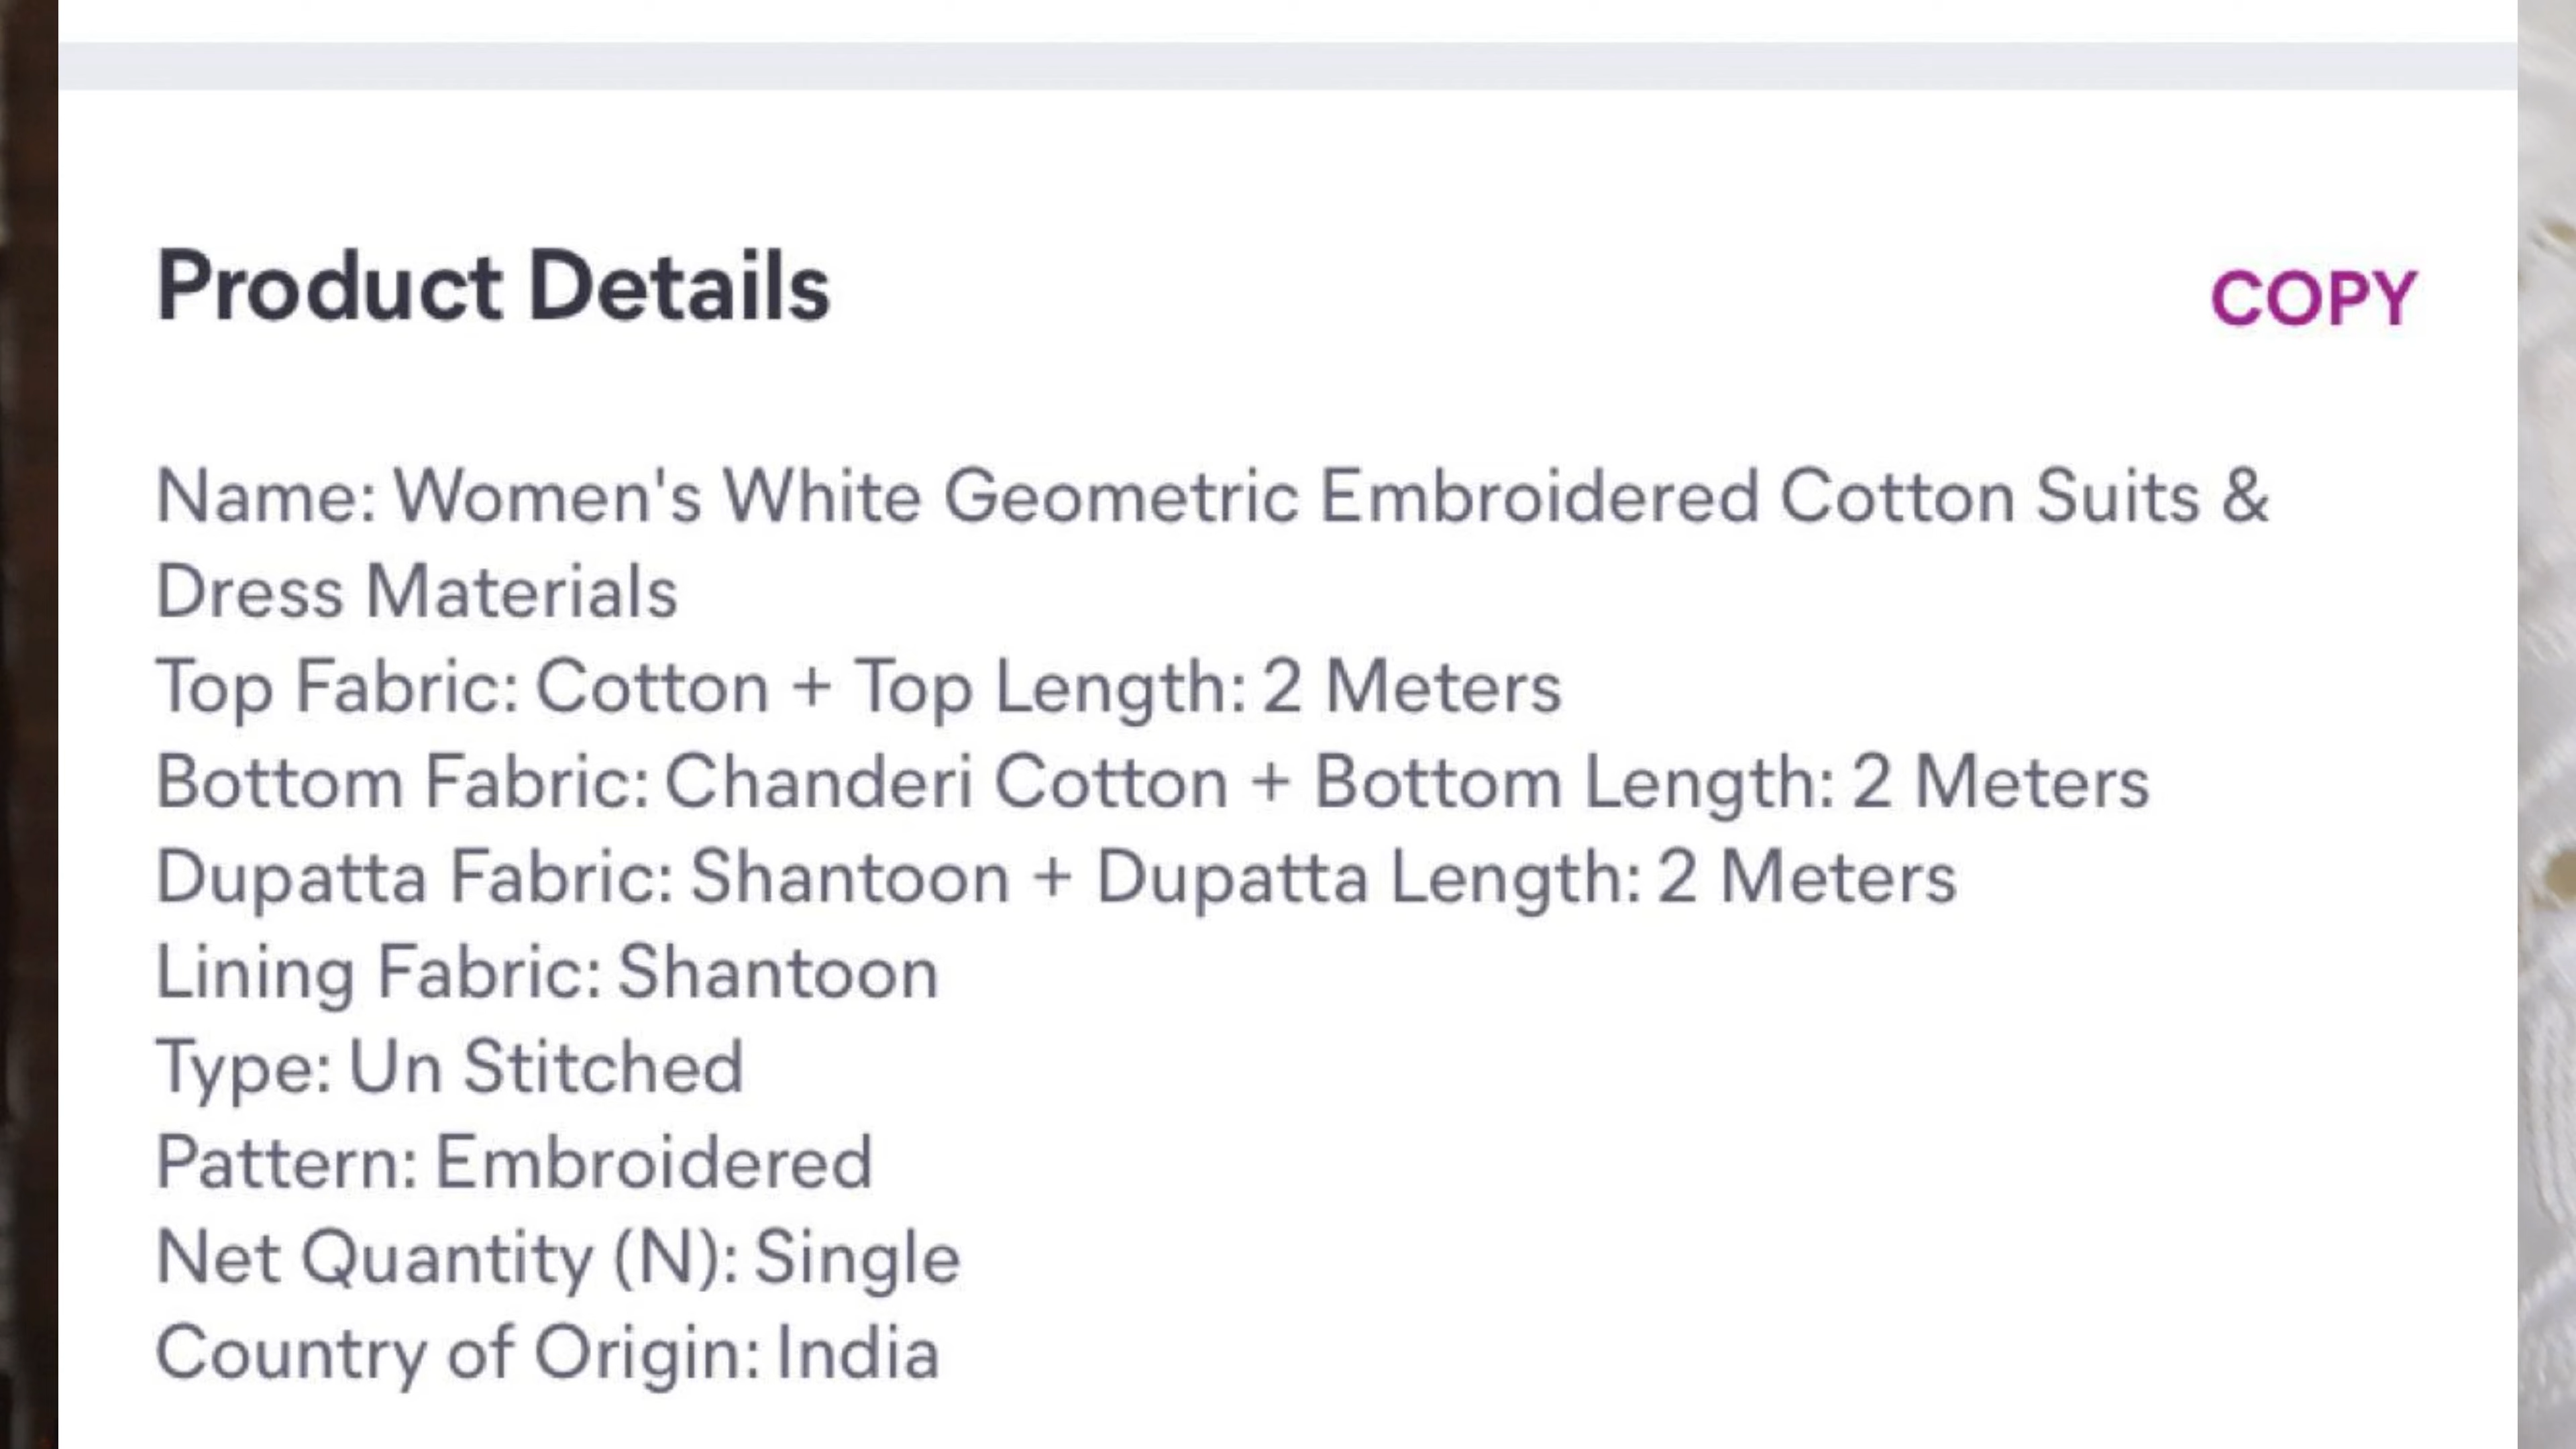 Product Details
COPY
Name: Women's White Geometric Embroidered Cotton Suits &
Dress Materials
Top Fabric: Cotton + Top Length: 2 Meters
Bottom Fabric: Chanderi Cotton + Bottom Length: 2 Meters
Dupatta Fabric: Shantoon + Dupatta Length: 2 Meters
Lining Fabric: Shantoon
Type: Un Stitched
Pattern: Embroidered
Net Quantity (N): Single
Country of Origin: India